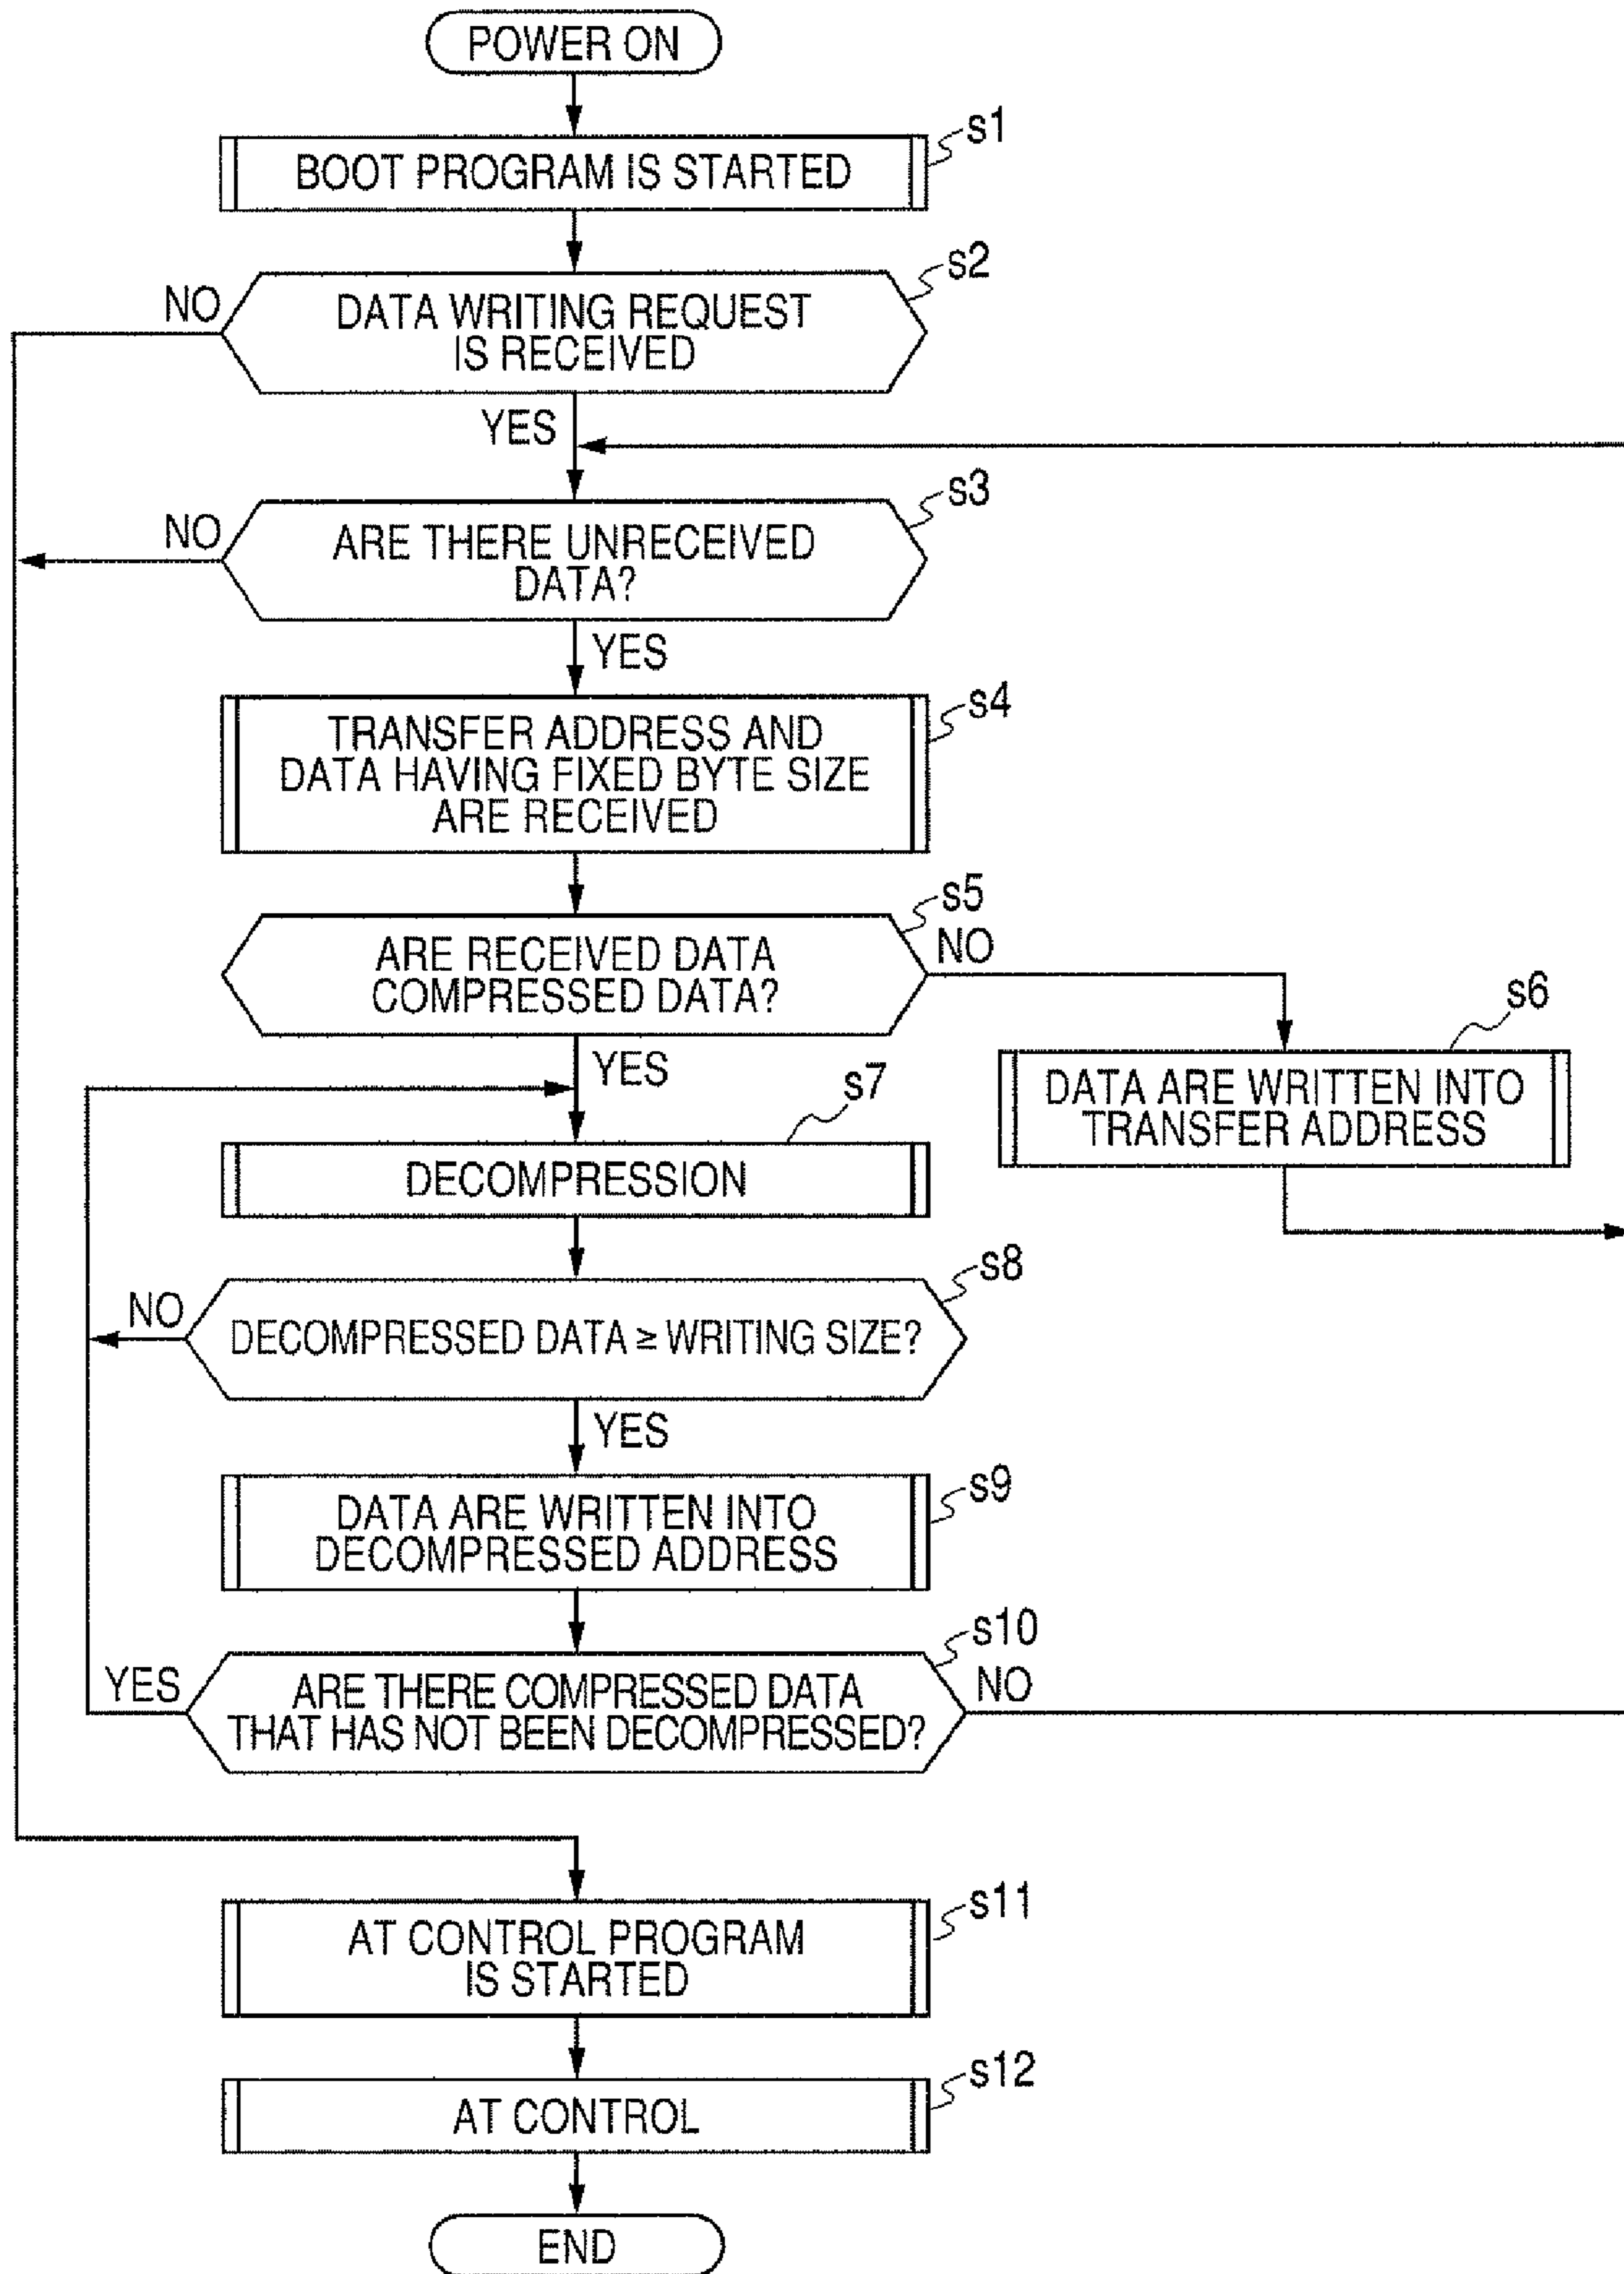 POWER ON
s1
BOOT PROGRAM IS STARTED
s2
NO
DATA WRITING REQUEST
IS RECEIVED
YES
s3
NO
ARE THERE UNRECEIVED
DATA?
YES
s4
TRANSFER ADDRESS AND
DATA HAVING FIXED BYTE SIZE
ARE RECEIVED
s5
NO
ARE RECEIVED DATA
COMPRESSED DATA?
s6
YES
DATA ARE WRITTEN INTO
TRANSFER ADDRESS
s7
DECOMPRESSION
s8
NO
DECOMPRESSED DATA ≥ WRITING SIZE?
YES
s9
DATA ARE WRITTEN INTO
DECOMPRESSED ADDRESS
s10
YES
ARE THERE COMPRESSED DATA
THAT HAS NOT BEEN DECOMPRESSED?
NO
s11
AT CONTROL PROGRAM
IS STARTED
s12
AT CONTROL
END